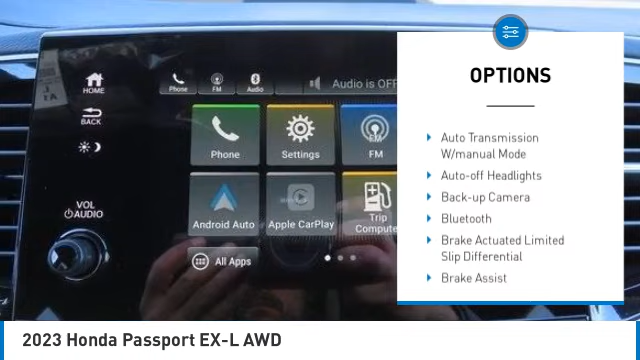 HOME
BACK
VOL
AUDIO
Phone
FM
Audio
Audio is OFF
Phone
Settings
FM
Android Auto
Apple CarPlay
Trip
Compute
All Apps
OPTIONS
Auto Transmission
W/manual Mode
Auto-off Headlights
Back-up Camera
Bluetooth
Brake Actuated Limited
Slip Differential
Brake Assist
2023 Honda Passport EX-L AWD